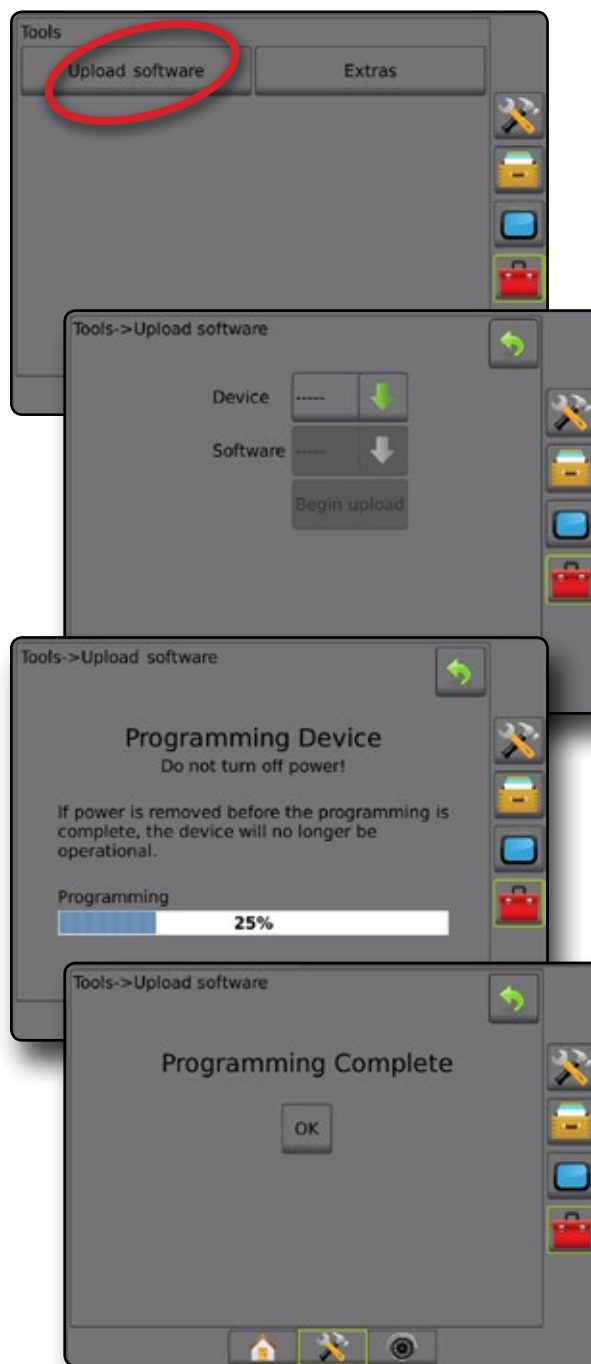 Tools
Upload software Extras
Tools->Upload software
Device -----
Software -----
Begin upload
Tools->Upload software
Programming Device
Do not turn off power!
If power is removed before the programming is
complete, the device will no longer be
operational.
Programming
25%
Tools->Upload software
Programming Complete
OK